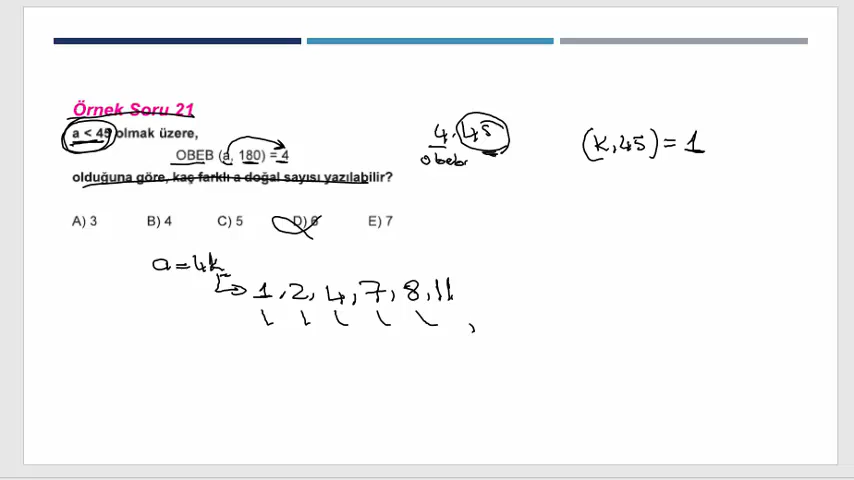 Örnek Soru 21
a < 45 olmak üzere,
OBEB (a, 180) = 4
olduğuna göre, kaç farklı a doğal sayısı yazılabilir?
A) 3 B) 4 C) 5 D) 6 E) 7
4.45
obeb
(k,45)=1
a=4k
1,2,4,7,8,11
,